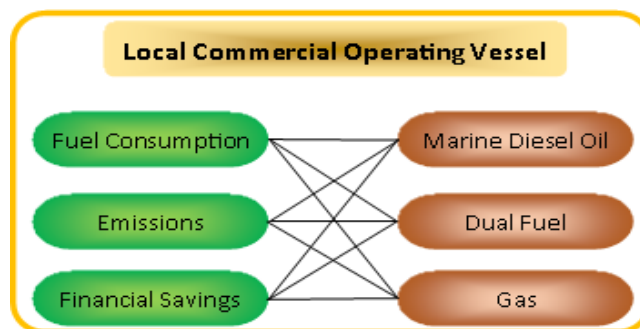 Local Commercial Operating Vessel
Fuel Consumption
Marine Diesel Oil
Emissions
Dual Fuel
Financial Savings
Gas